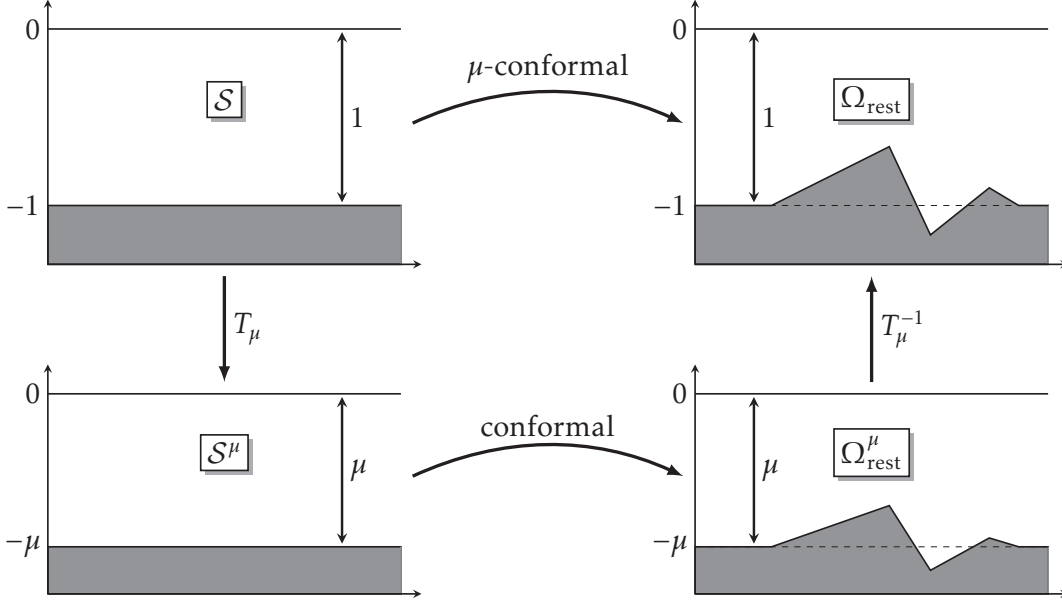 0
𝒮
1
−1
μ-conformal
0
Ω_rest
1
−1
T_μ
T_μ^{−1}
0
𝒮^μ
μ
−μ
conformal
0
Ω_rest^μ
μ
−μ